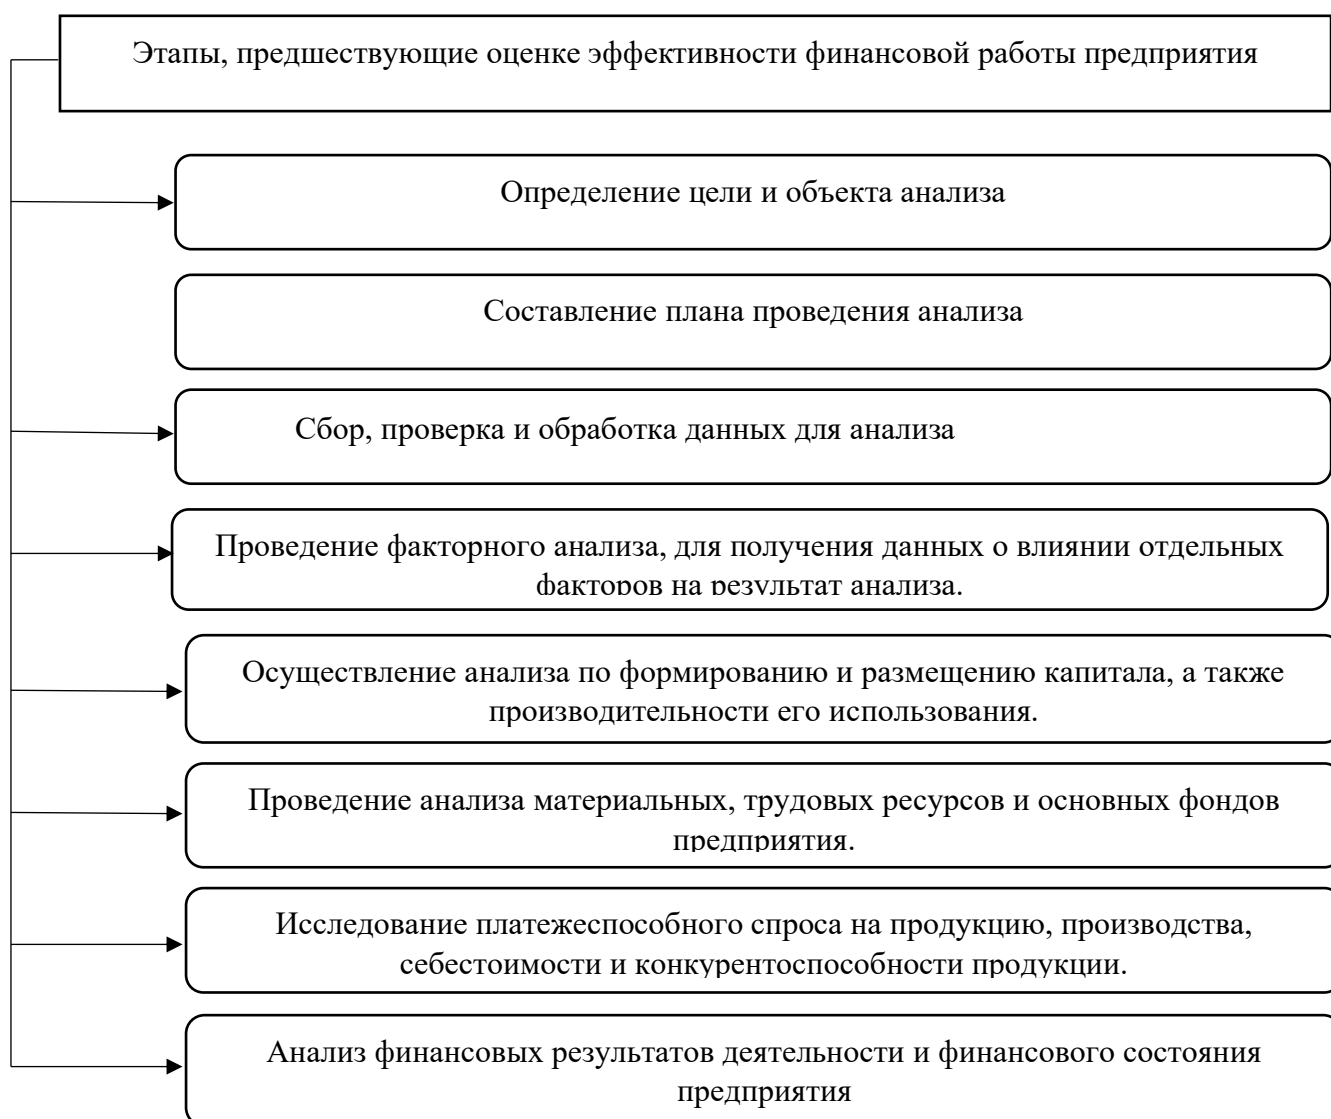 Этапы, предшествующие оценке эффективности финансовой работы предприятия
Определение цели и объекта анализа
Составление плана проведения анализа
Сбор, проверка и обработка данных для анализа
Проведение факторного анализа, для получения данных о влиянии отдельных
факторов на результат анализа.
Осуществление анализа по формированию и размещению капитала, а также
производительности его использования.
Проведение анализа материальных, трудовых ресурсов и основных фондов
предприятия.
Исследование платежеспособного спроса на продукцию, производства,
себестоимости и конкурентоспособности продукции.
Анализ финансовых результатов деятельности и финансового состояния
предприятия